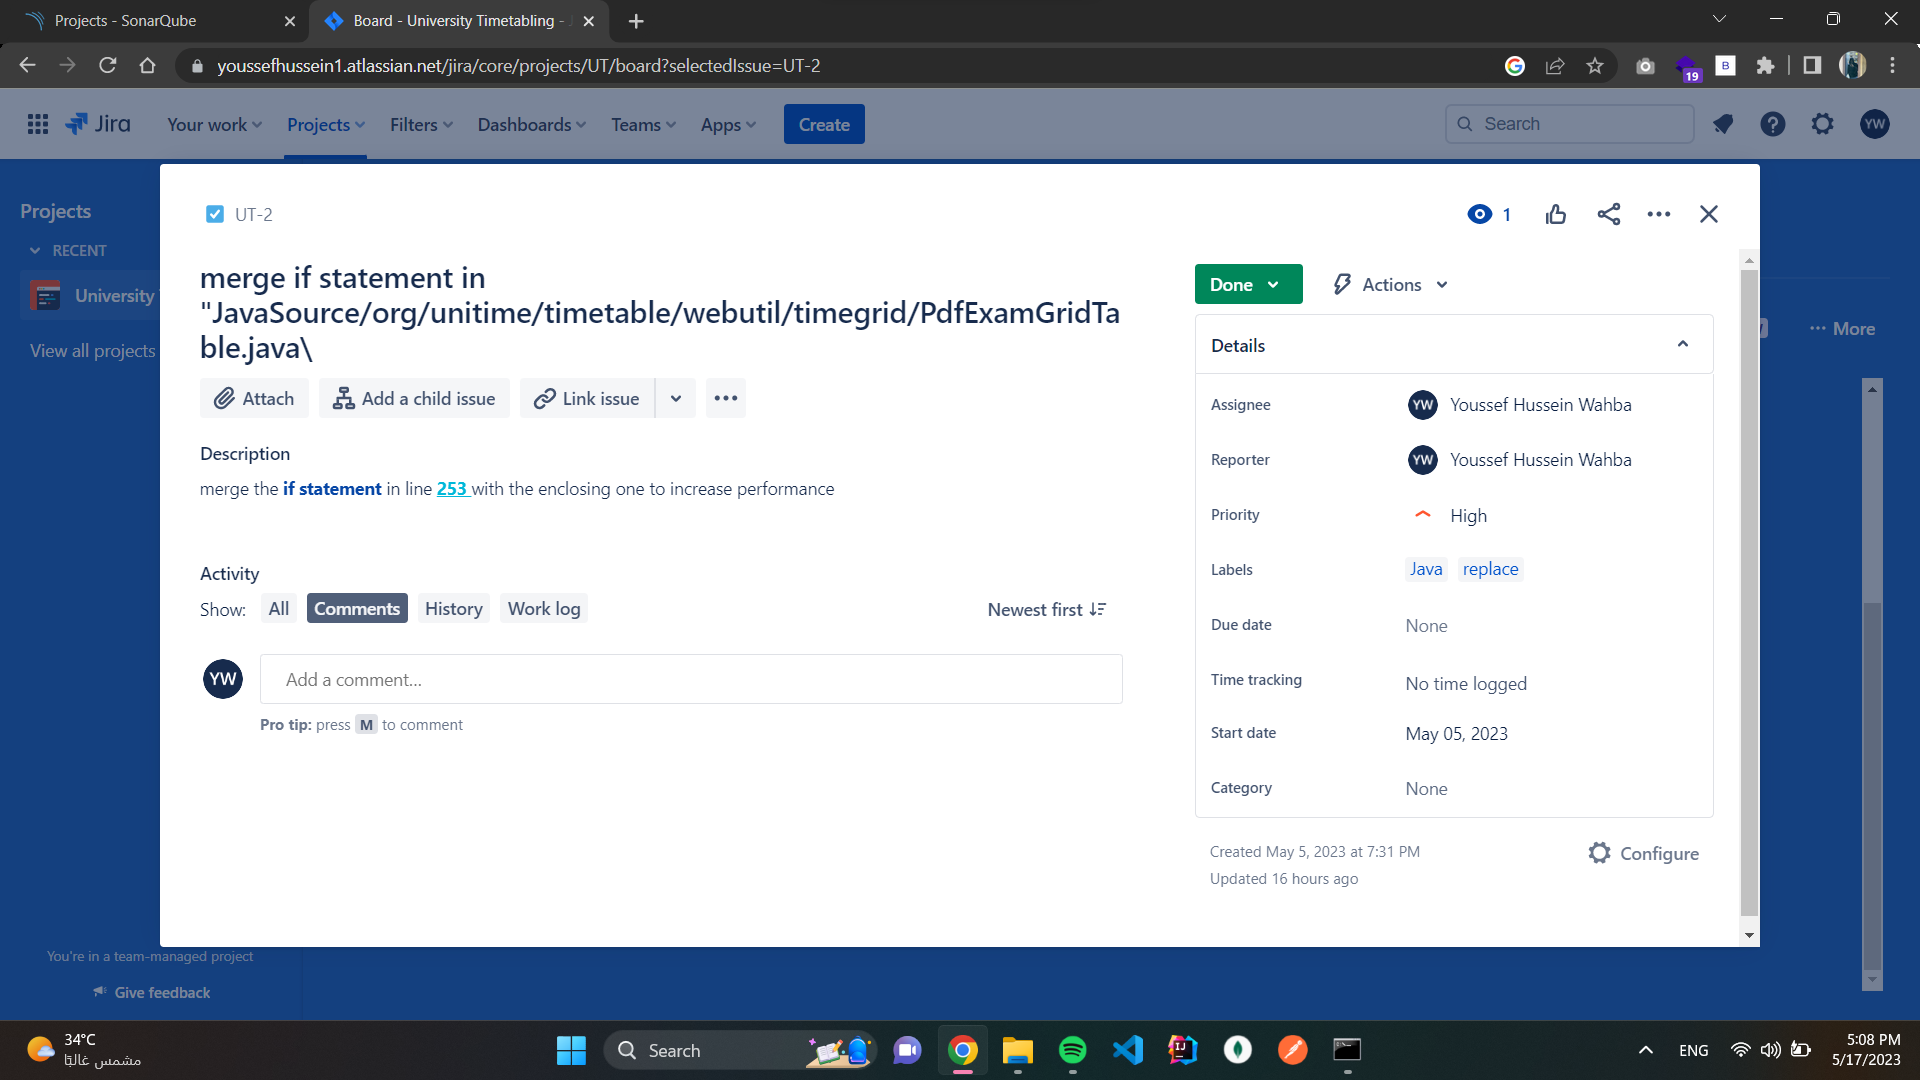 Projects - SonarQube
Board - University Timetabling -
youssefhussein1.atlassian.net/jira/core/projects/UT/board?selectedIssue=UT-2
19
B
Jira
Your work
Projects
Filters
Dashboards
Teams
Apps
Create
Search
YW
Projects
RECENT
University
View all projects
More
UT-2
1
merge if statement in
"JavaSource/org/unitime/timetable/webutil/timegrid/PdfExamGridTa
ble.java\
Attach
Add a child issue
Link issue
Description
merge the if statement in line 253 with the enclosing one to increase performance
Activity
Show:
All
Comments
History
Work log
Newest first
YW
Add a comment...
Pro tip: press M to comment
Done
Actions
Details
Assignee
YW
Youssef Hussein Wahba
Reporter
YW
Youssef Hussein Wahba
Priority
High
Labels
Java
replace
Due date
None
Time tracking
No time logged
Start date
May 05, 2023
Category
None
Created May 5, 2023 at 7:31 PM
Updated 16 hours ago
Configure
You're in a team-managed project
Give feedback
34°C
مشمس غالبًا
Search
IJ
ENG
5:08 PM
5/17/2023